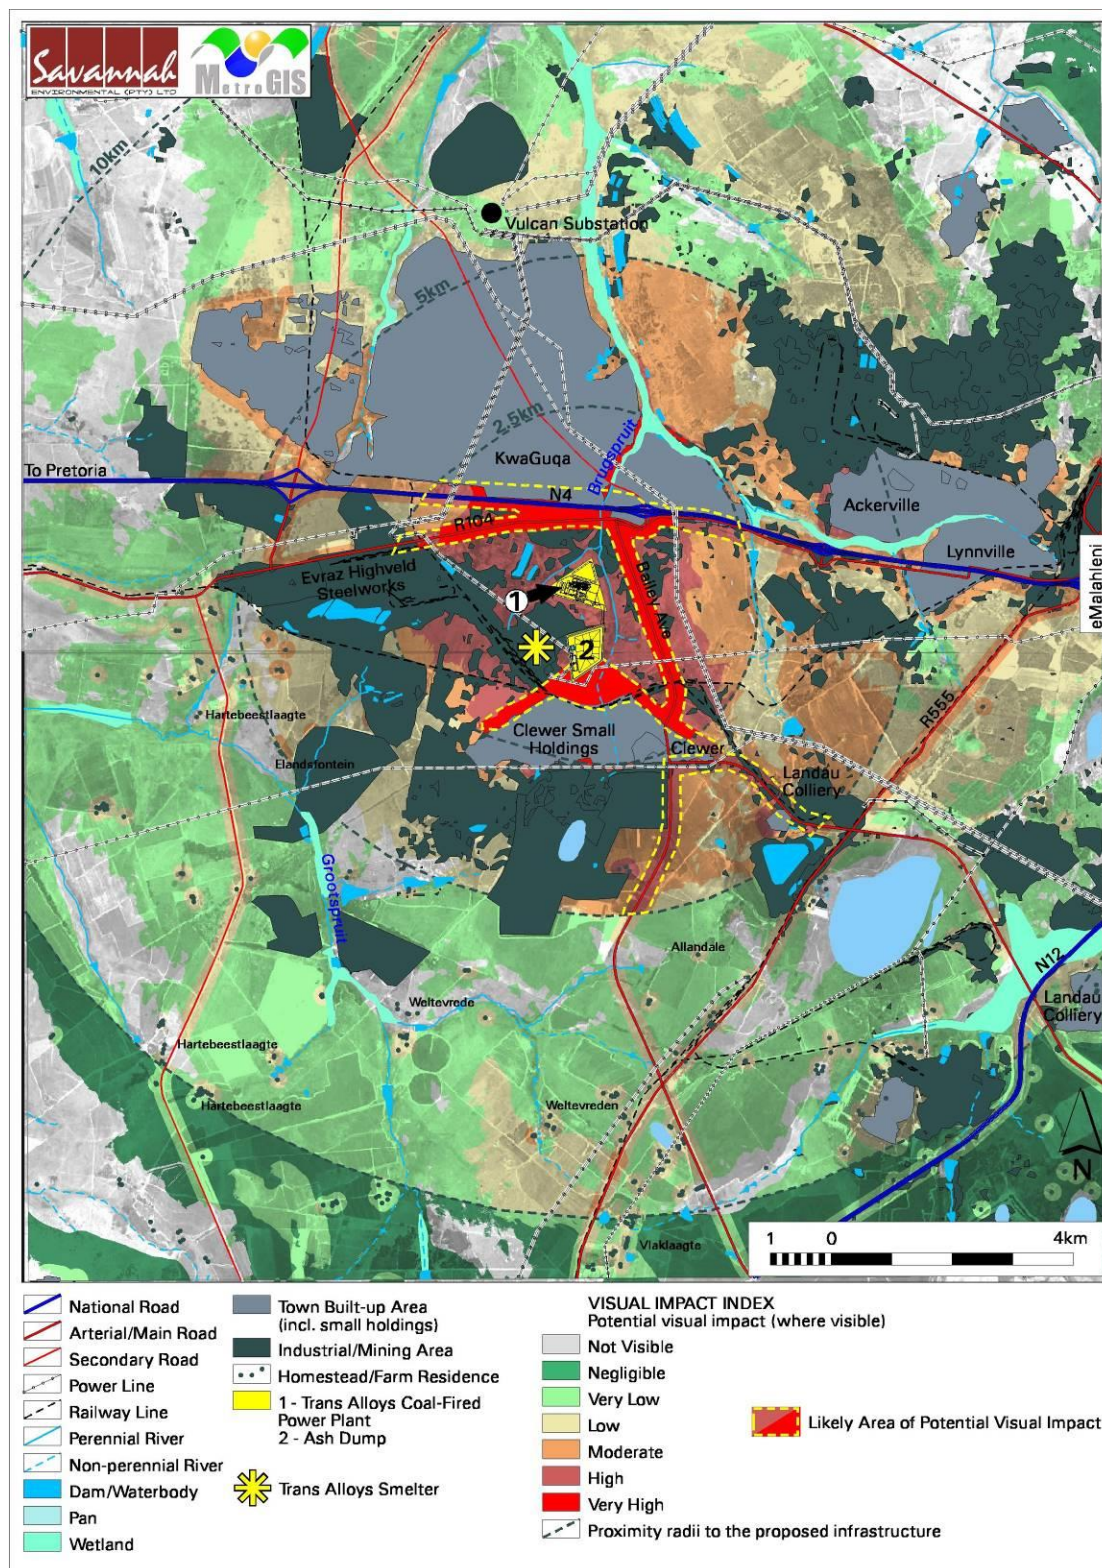 Savannah
ENVIRONMENTAL (PTY) LTD
MetroGIS
10km
Vulcan Substation
5km
2.5km
To Pretoria
KwaGuqa
Brugspruit
N4
Ackerville
R104
Lynnville
Evraz Highveld
Steelworks
Bailey Ave
eMalahleni
1
2
R555
Hartebeestlaagte
Clewer Small
Holdings
Clewer
Elandsfontein
Landau
Colliery
Grootspruit
Allandale
N12
Weltevrede
Landau
Colliery
Hartebeestlaagte
Hartebeestlaagte
Weltevreden
N
Vlaklaagte
1 0 4km
National Road
Arterial/Main Road
Secondary Road
Power Line
Railway Line
Perennial River
Non-perennial River
Dam/Waterbody
Pan
Wetland
Town Built-up Area
(incl. small holdings)
Industrial/Mining Area
Homestead/Farm Residence
1 - Trans Alloys Coal-Fired
Power Plant
2 - Ash Dump
Trans Alloys Smelter
VISUAL IMPACT INDEX
Potential visual impact (where visible)
Not Visible
Negligible
Very Low
Low
Moderate
High
Very High
Proximity radii to the proposed infrastructure
Likely Area of Potential Visual Impact